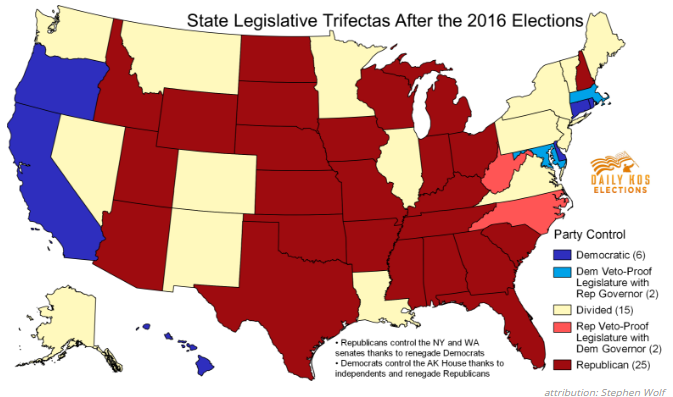 State Legislative Trifectas After the 2016 Elections
DAILY KOS
ELECTIONS
Party Control
Democratic (6)
Dem Veto-Proof
Legislature with
Rep Governor (2)
Divided (15)
Rep Veto-Proof
Legislature with
Dem Governor (2)
Republican (25)
• Republicans control the NY and WA
senates thanks to renegade Democrats
• Democrats control the AK House thanks to
independents and renegade Republicans
attribution: Stephen Wolf